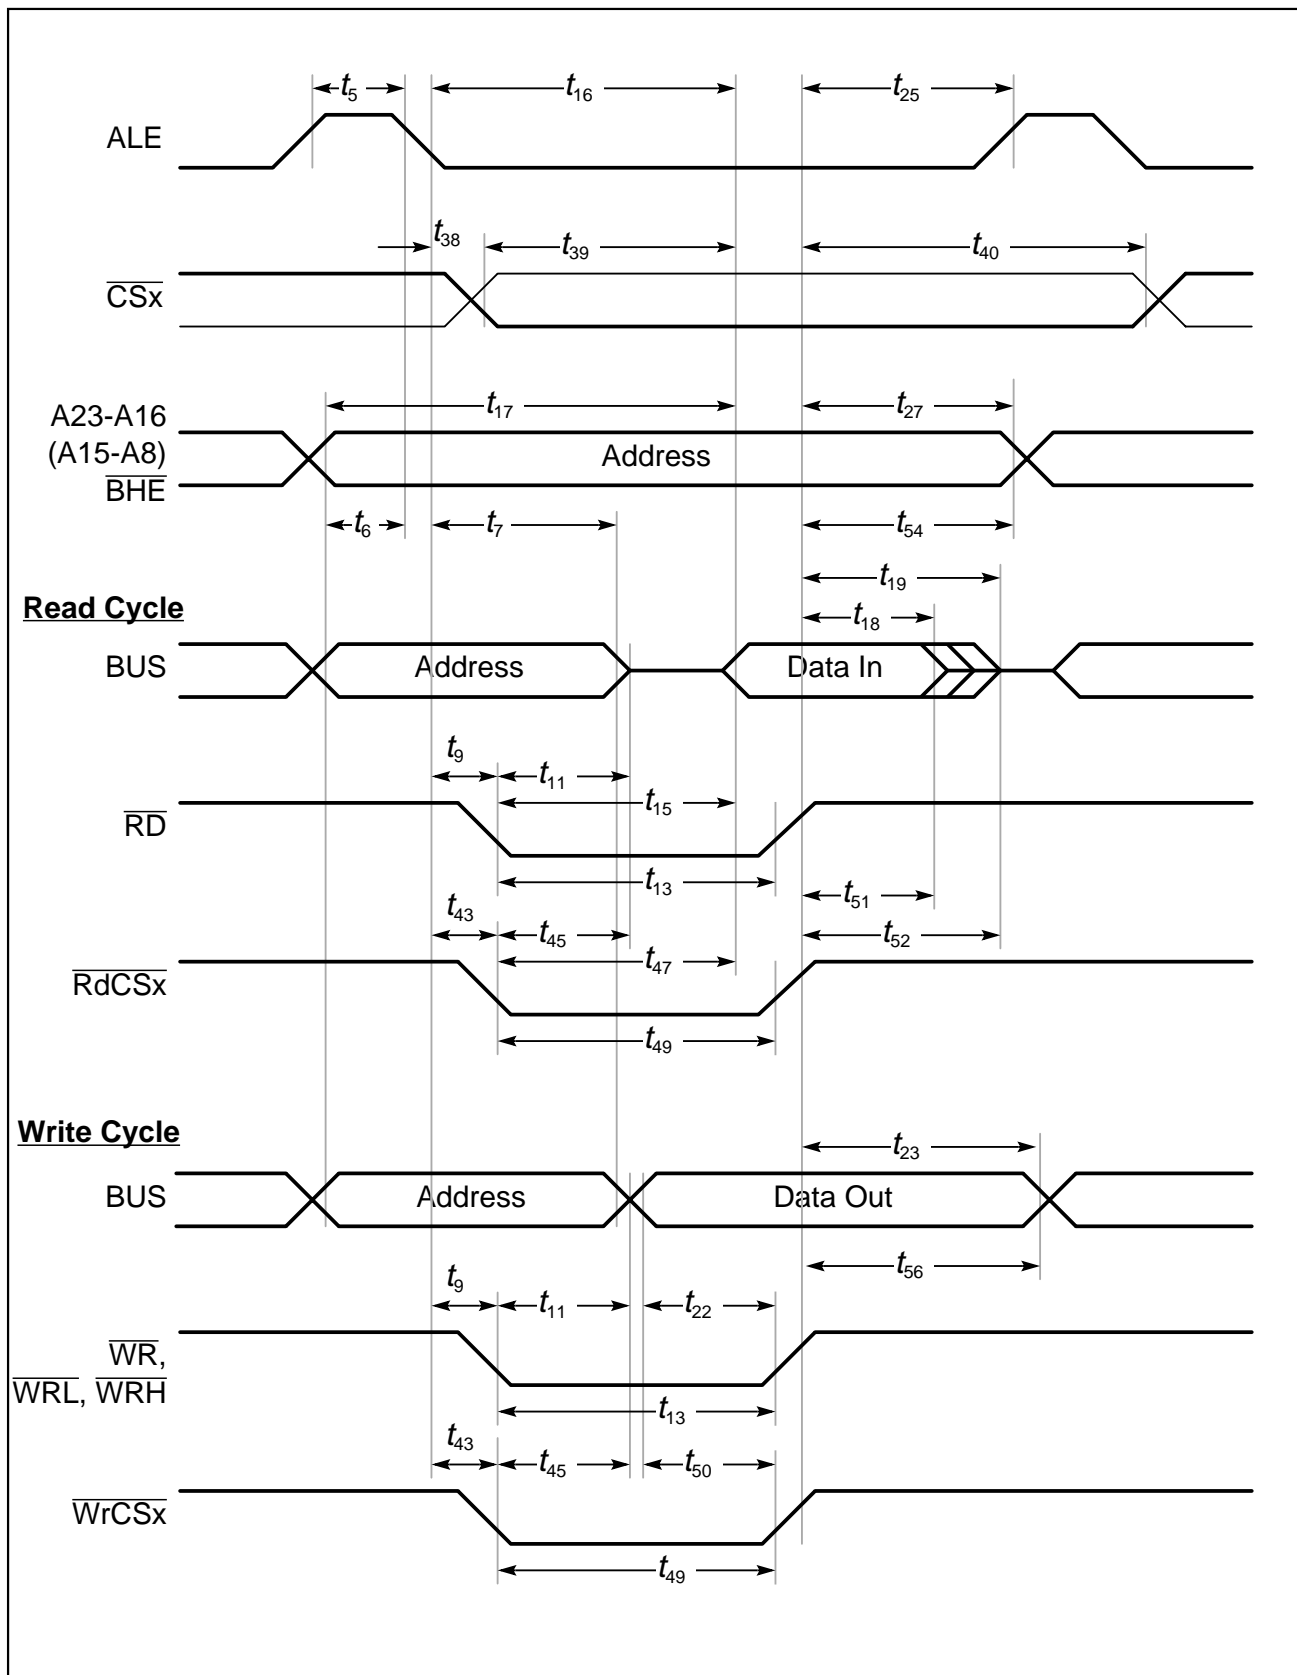 t5 t16 t25
ALE
t38 t39 t40
CSx
t17 t27
A23-A16
(A15-A8)
BHE
Address
t6 t7 t54
t19
Read Cycle
t18
BUS Address Data In
t9 t11
t15
RD
t13
t51
t43 t45 t52
t47
RdCSx
t49
Write Cycle
t23
BUS Address Data Out
t56
t9 t11 t22
WR,
WRL, WRH
t13
t43 t45 t50
WrCSx
t49